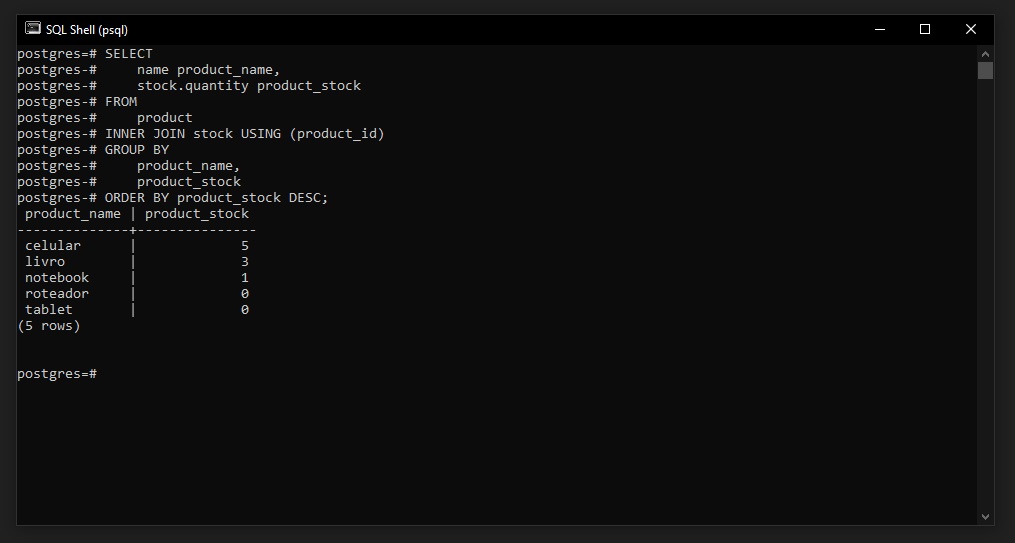 SQL Shell (psql)
postgres=# SELECT
postgres-#     name product_name,
postgres-#     stock.quantity product_stock
postgres-# FROM
postgres-#     product
postgres-# INNER JOIN stock USING (product_id)
postgres-# GROUP BY
postgres-#     product_name,
postgres-#     product_stock
postgres-# ORDER BY product_stock DESC;
 product_name | product_stock
--------------+---------------
 celular      |             5
 livro        |             3
 notebook     |             1
 roteador     |             0
 tablet       |             0
(5 rows)
postgres=#